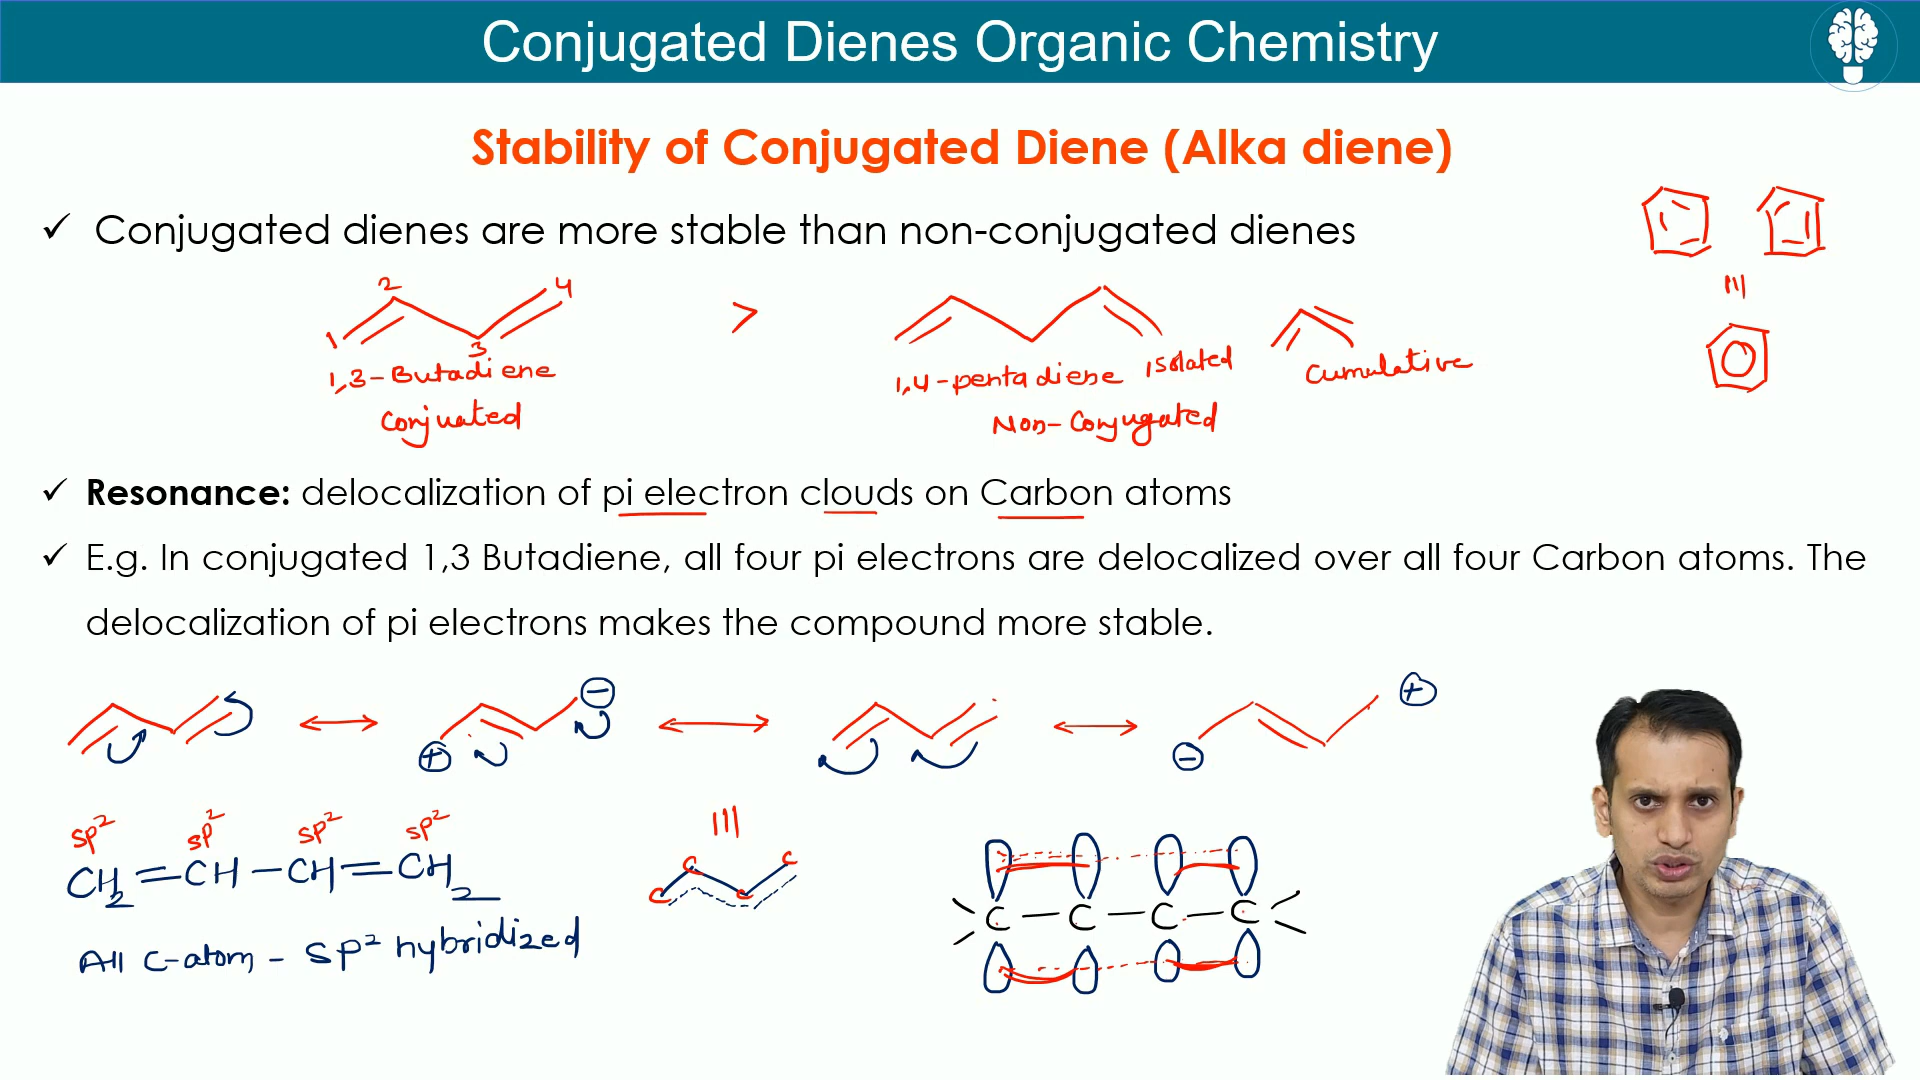 Conjugated Dienes Organic Chemistry
Stability of Conjugated Diene (Alka diene)
✓ Conjugated dienes are more stable than non-conjugated dienes
1 2 3 4
>
1,3-Butadiene
Conjuated
1,4-pentadiene Isolated
Non-Conjugated
Cumulative
✓ Resonance: delocalization of pi electron clouds on Carbon atoms
✓ E.g. In conjugated 1,3 Butadiene, all four pi electrons are delocalized over all four Carbon atoms. The
delocalization of pi electrons makes the compound more stable.
+ −
− +
sp² sp² sp² sp²
CH₂=CH-CH=CH₂
All C-atom - sp² hybridized
C C C C
C-C-C-C